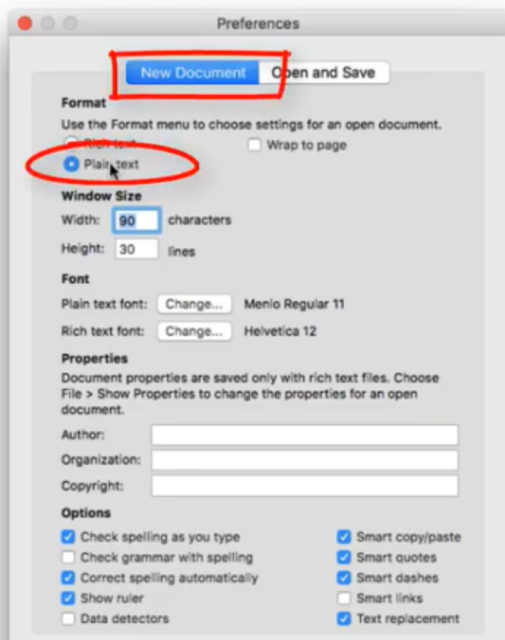 Preferences
New Document Open and Save
Format
Use the Format menu to choose settings for an open document.
Rich text Wrap to page
Plain text
Window Size
Width: 90 characters
Height: 30 lines
Font
Plain text font: Change... Menlo Regular 11
Rich text font: Change... Helvetica 12
Properties
Document properties are saved only with rich text files. Choose
File > Show Properties to change the properties for an open
document.
Author:
Organization:
Copyright:
Options
Check spelling as you type Smart copy/paste
Check grammar with spelling Smart quotes
Correct spelling automatically Smart dashes
Show ruler Smart links
Data detectors Text replacement